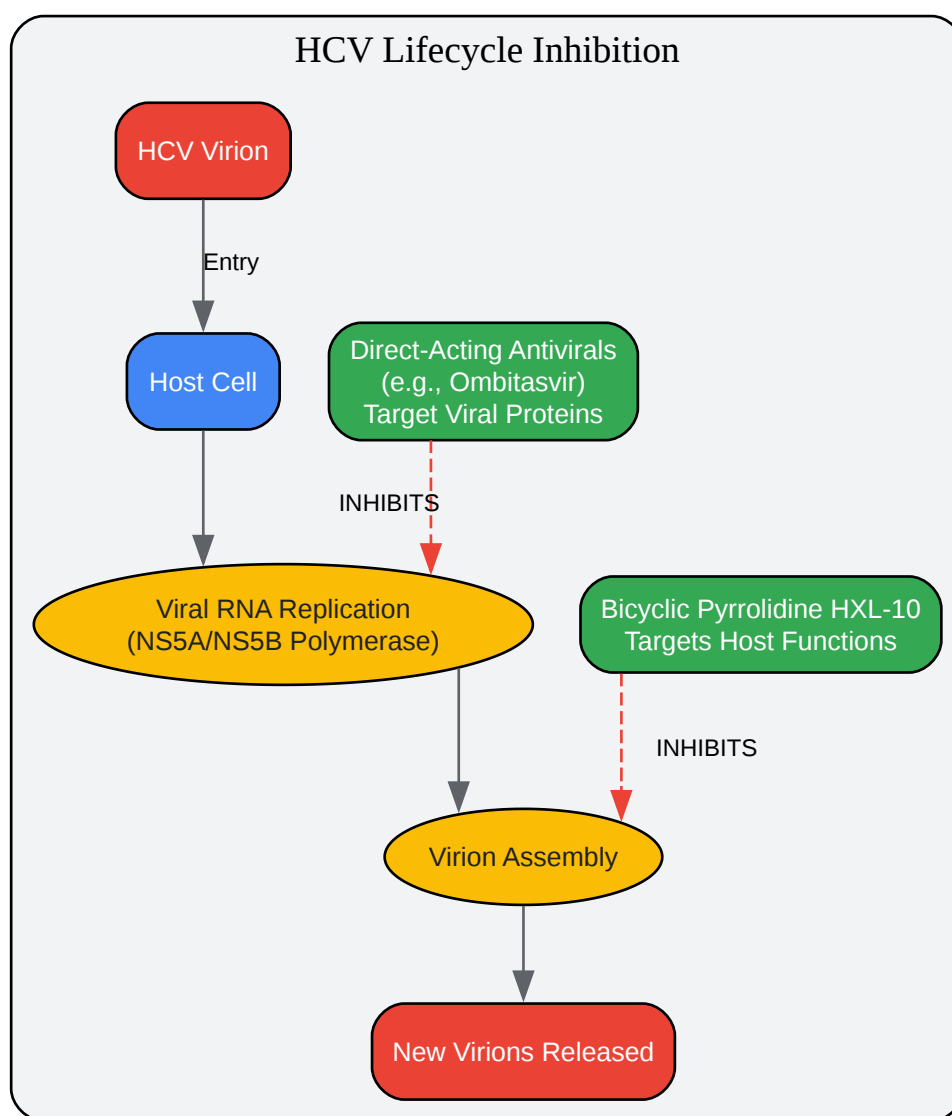 HCV Lifecycle Inhibition
HCV Virion
Entry
Host Cell
Direct-Acting Antivirals
(e.g., Ombitasvir)
Target Viral Proteins
INHIBITS
Viral RNA Replication
(NS5A/NS5B Polymerase)
Bicyclic Pyrrolidine HXL-10
Targets Host Functions
INHIBITS
Virion Assembly
New Virions Released